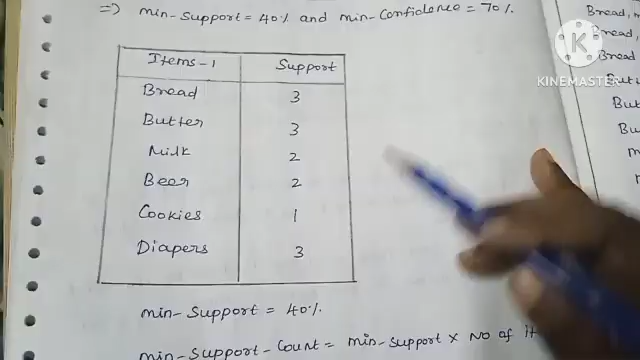 => min-Support = 40% and min-Confidence = 70%.
Items-1 Support
Bread 3
Butter 3
Milk 2
Beer 2
Cookies 1
Diapers 3
min-Support = 40%.
min-Support-Count = min-Support x No of it
Bread,
Bread,
Bread
Bu
KINEMASTER